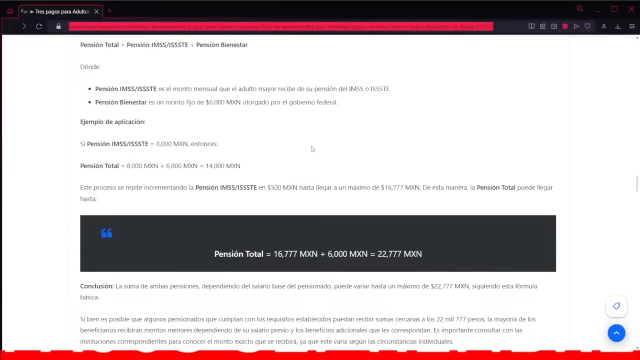 Tres pagos para Adultos
Pensión Total = Pensión IMSS/ISSSTE + Pensión Bienestar
Dónde:
Pensión IMSS/ISSSTE es el monto mensual que el adulto mayor recibe de su pensión del IMSS o ISSSTE.
Pensión Bienestar es un monto fijo de $6,000 MXN otorgado por el gobierno federal.
Ejemplo de aplicación:
Si Pensión IMSS/ISSSTE = 8,000 MXN, entonces:
Pensión Total = 8,000 MXN + 6,000 MXN = 14,000 MXN
Este proceso se repite incrementando la Pensión IMSS/ISSSTE en $500 MXN hasta llegar a un máximo de $16,777 MXN. De esta manera, la Pensión Total puede llegar
hasta:
Pensión Total = 16,777 MXN + 6,000 MXN = 22,777 MXN
Conclusión: La suma de ambas pensiones, dependiendo del salario base del pensionado, puede variar hasta un máximo de $22,777 MXN, siguiendo esta fórmula
básica.
Si bien es posible que algunos pensionados que cumplan con los requisitos establecidos puedan recibir sumas cercanas a los 22 mil 777 pesos, la mayoría de los
beneficiarios recibirán montos menores dependiendo de su salario previo y los beneficios adicionales que les correspondan. Es importante consultar con las
instituciones correspondientes para conocer el monto exacto que se recibirá, ya que este varía según las circunstancias individuales.